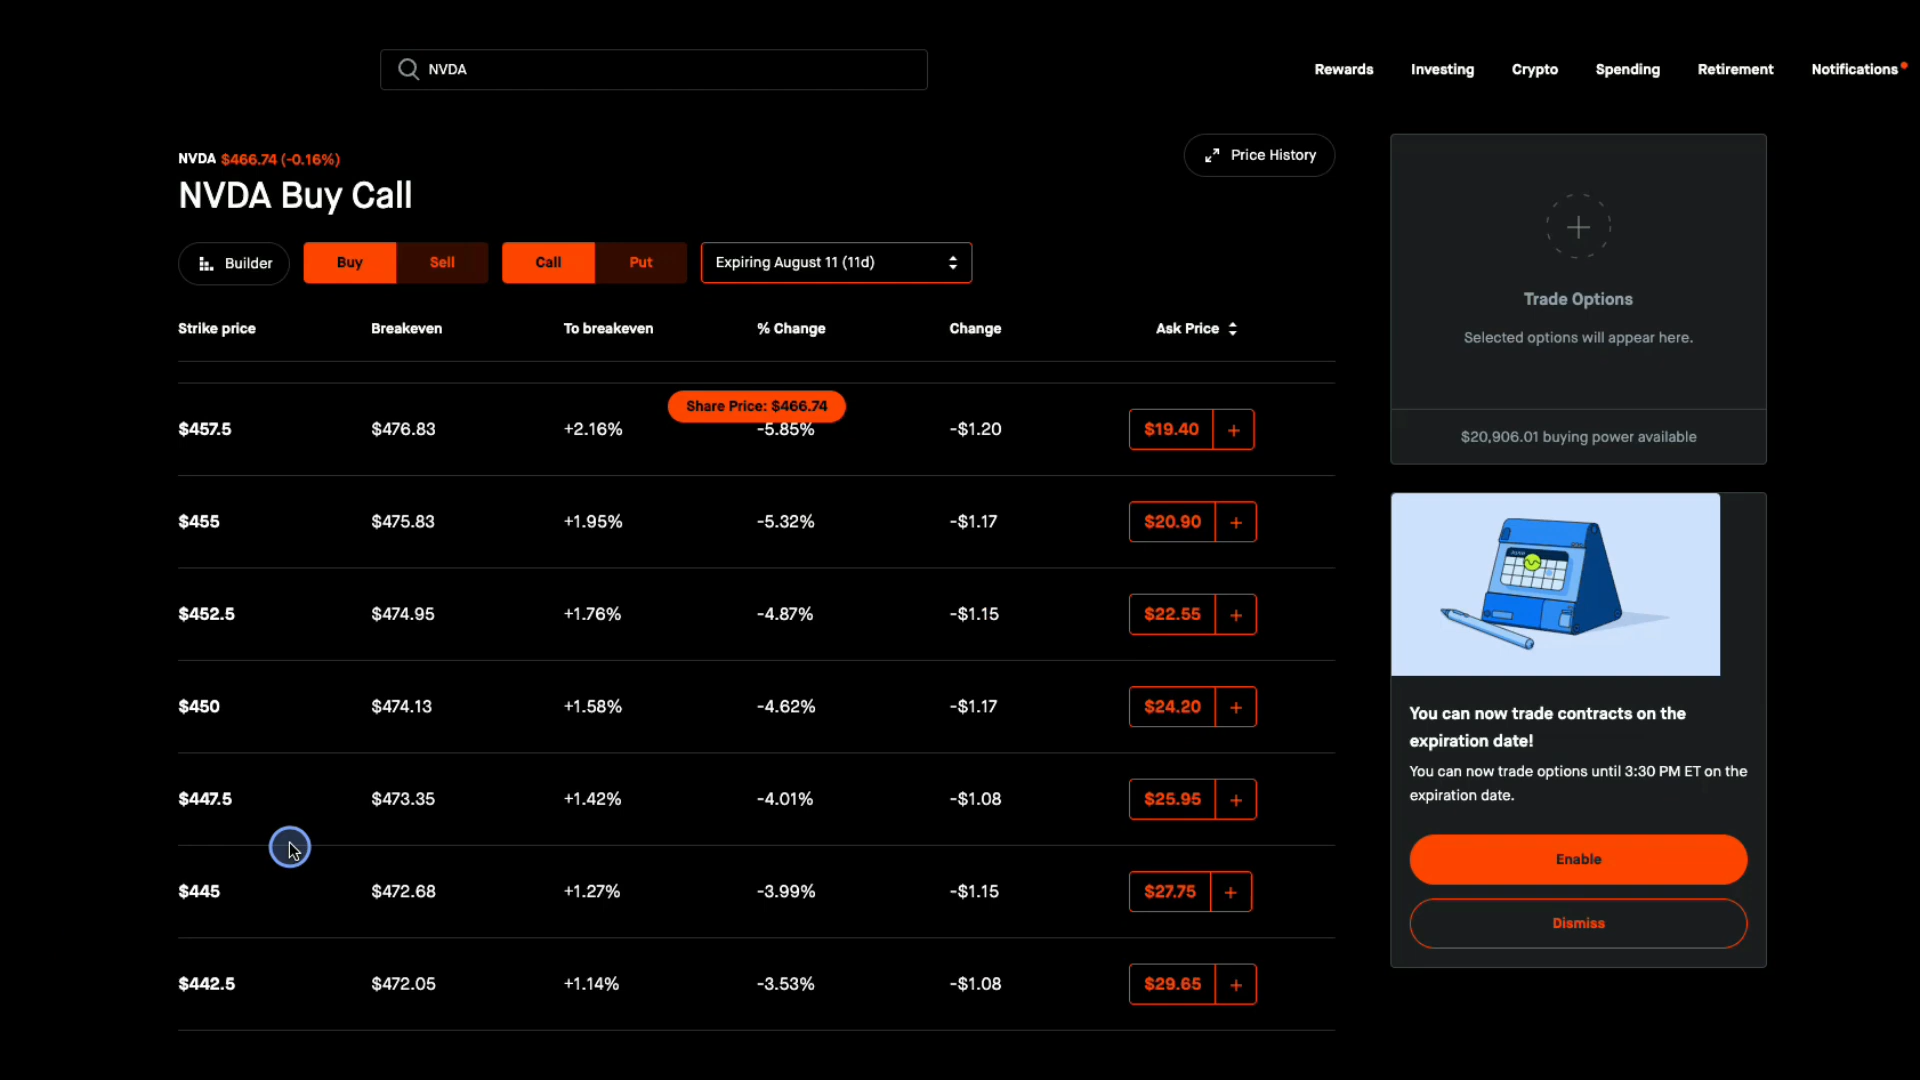 NVDA
Rewards
Investing
Crypto
Spending
Retirement
Notifications
NVDA $466.74 (-0.16%)
NVDA Buy Call
Price History
Builder
Buy
Sell
Call
Put
Expiring August 11 (11d)
Strike price Breakeven To breakeven % Change Change Ask Price
Share Price: $466.74
$457.5 $476.83 +2.16% -5.85% -$1.20 $19.40 +
$455 $475.83 +1.95% -5.32% -$1.17 $20.90 +
$452.5 $474.95 +1.76% -4.87% -$1.15 $22.55 +
$450 $474.13 +1.58% -4.62% -$1.17 $24.20 +
$447.5 $473.35 +1.42% -4.01% -$1.08 $25.95 +
$445 $472.68 +1.27% -3.99% -$1.15 $27.75 +
$442.5 $472.05 +1.14% -3.53% -$1.08 $29.65 +
Trade Options
Selected options will appear here.
$20,906.01 buying power available
You can now trade contracts on the
expiration date!
You can now trade options until 3:30 PM ET on the
expiration date.
Enable
Dismiss